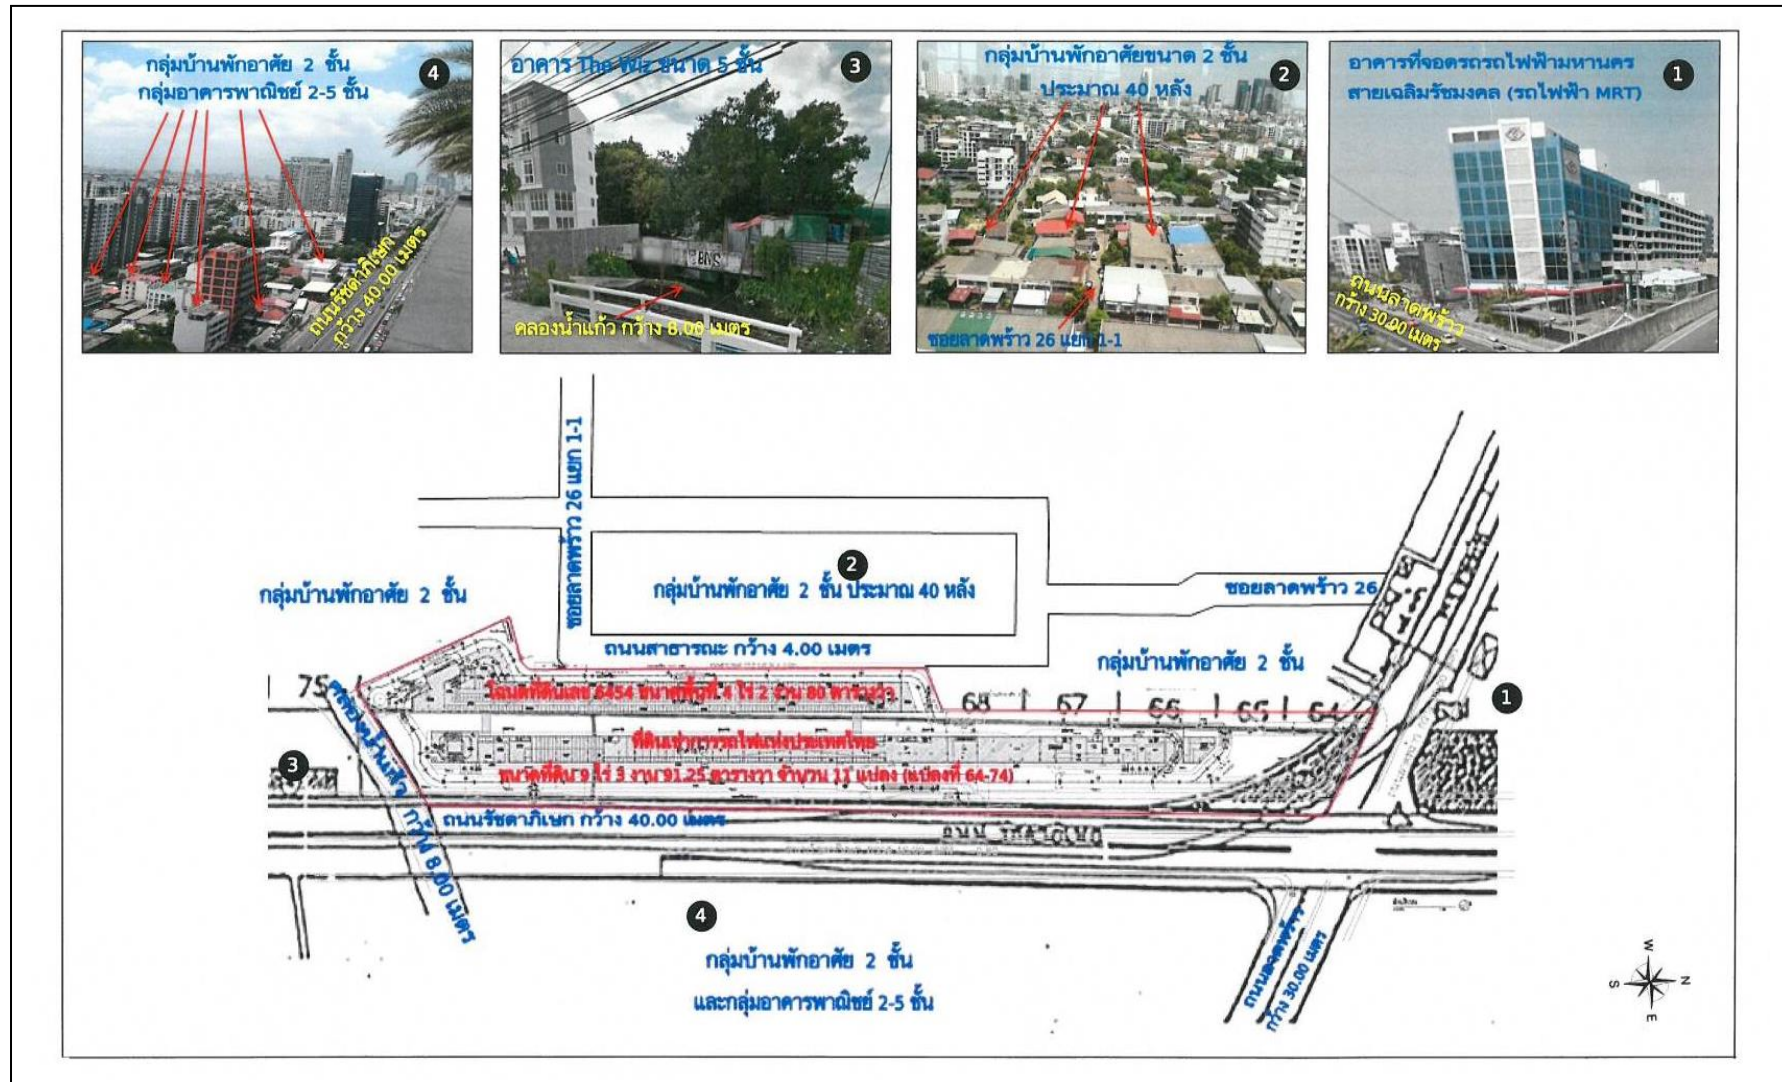 กลุ่มบ้านพักอาศัย 2 ชั้น
กลุ่มอาคารพาณิชย์ 2-5 ชั้น
4
ถนนรัชดาภิเษก
กว้าง 40.00 เมตร
อาคาร The Wiz ขนาด 5 ชั้น
3
คลองน้ำแก้ว กว้าง 8.00 เมตร
กลุ่มบ้านพักอาศัยขนาด 2 ชั้น
ประมาณ 40 หลัง
2
ซอยลาดพร้าว 26 แยก 1-1
อาคารที่จอดรถรถไฟฟ้ามหานคร
สายเฉลิมรัชมงคล (รถไฟฟ้า MRT)
1
ถนนลาดพร้าว
กว้าง 30.00 เมตร
ซอยลาดพร้าว 26 แยก 1-1
2
กลุ่มบ้านพักอาศัย 2 ชั้น
กลุ่มบ้านพักอาศัย 2 ชั้น ประมาณ 40 หลัง
ซอยลาดพร้าว 26
ถนนสาธารณะ กว้าง 4.00 เมตร
กลุ่มบ้านพักอาศัย 2 ชั้น
75
โฉนดที่ดินเลข 6454 ขนาดพื้นที่ 4 ไร่ 2 งาน 80 ตารางวา
68 67 66 65 64
1
ที่ดินเช่าการรถไฟแห่งประเทศไทย
3
ขนาดที่ดิน 9 ไร่ 3 งาน 91.25 ตารางวา จำนวน 11 แปลง (แปลงที่ 64-74)
คลองน้ำแก้ว กว้าง 8.00 เมตร
ถนนรัชดาภิเษก กว้าง 40.00 เมตร
ถนน รัชดาภิเษก
4
กลุ่มบ้านพักอาศัย 2 ชั้น
และกลุ่มอาคารพาณิชย์ 2-5 ชั้น
ถนนลาดพร้าว
กว้าง 30.00 เมตร
W
S
N
E